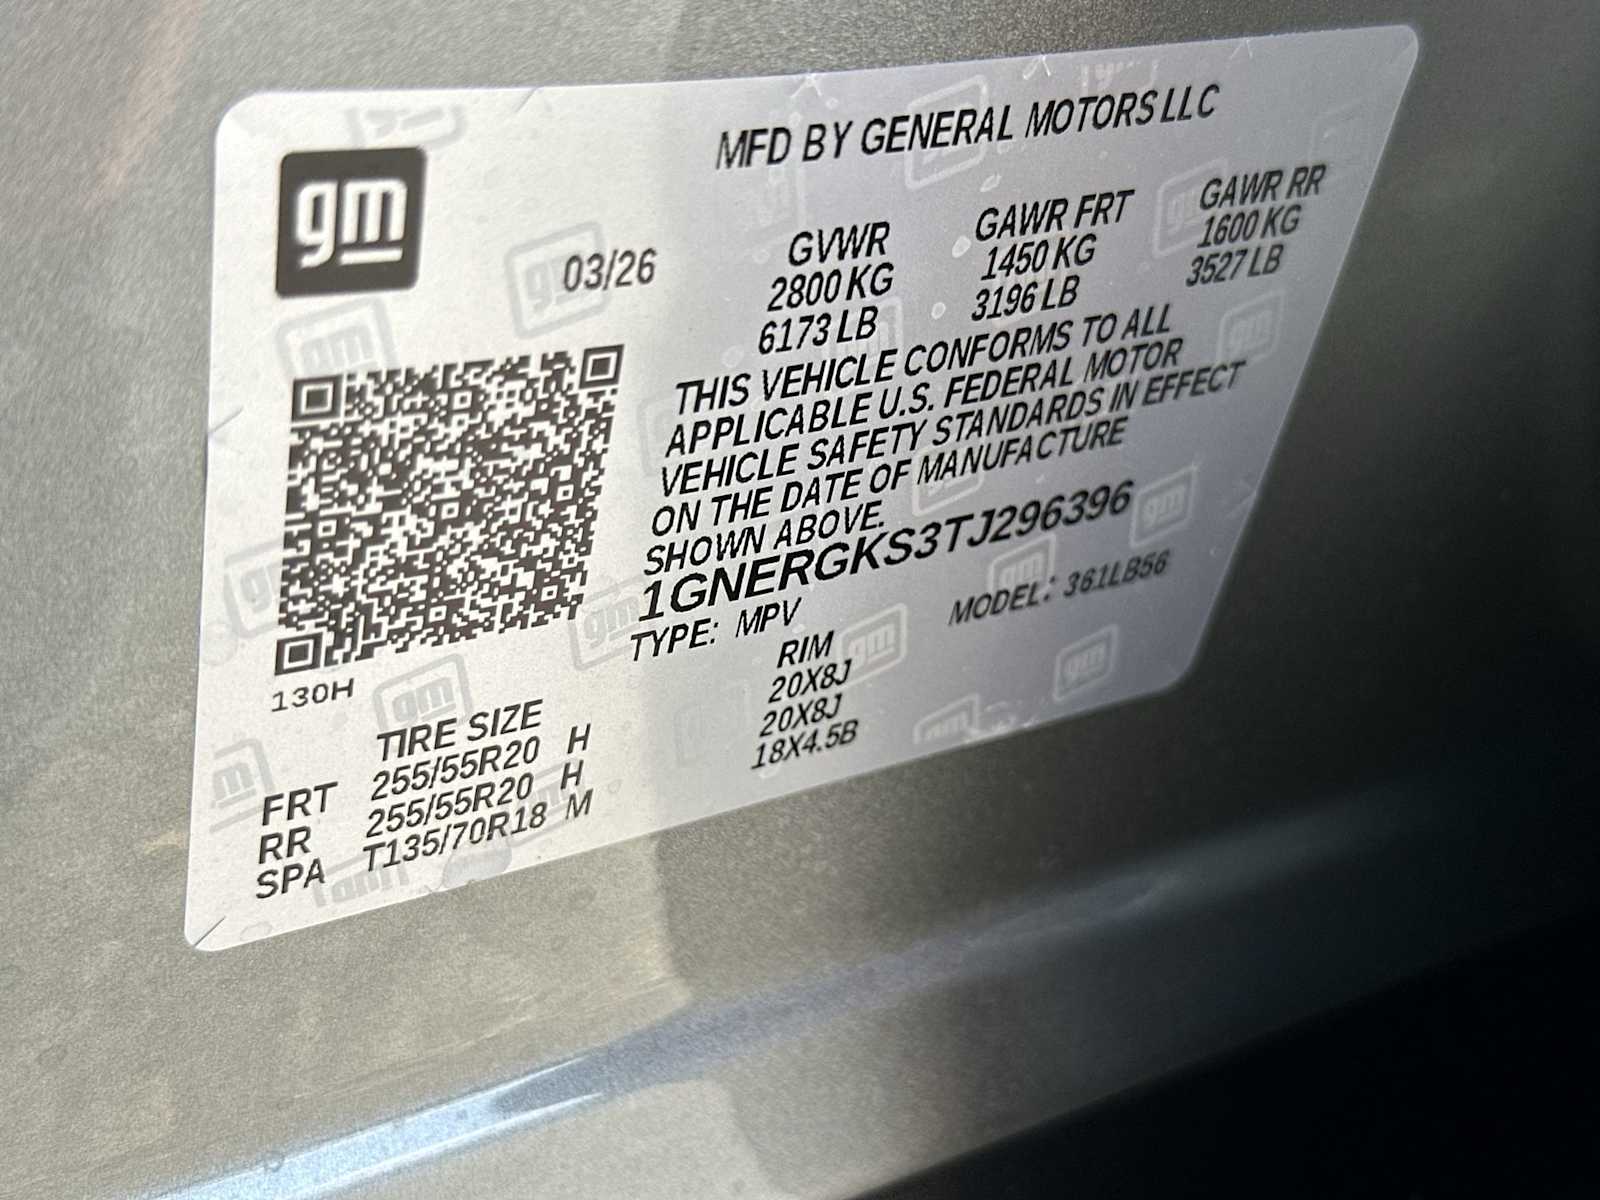 MFD BY GENERAL MOTORS LLC
gm
03/26
GVWR GAWR FRT GAWR RR
2800 KG 1450 KG 1600 KG
6173 LB 3196 LB 3527 LB
THIS VEHICLE CONFORMS TO ALL
APPLICABLE U.S. FEDERAL MOTOR
VEHICLE SAFETY STANDARDS IN EFFECT
ON THE DATE OF MANUFACTURE
SHOWN ABOVE.
1GNERGKS3TJ296396
TYPE: MPV MODEL: 361LB56
130H
TIRE SIZE RIM
FRT 255/55R20 H 20X8J
RR 255/55R20 H 20X8J
SPA T135/70R18 M 18X4.5B